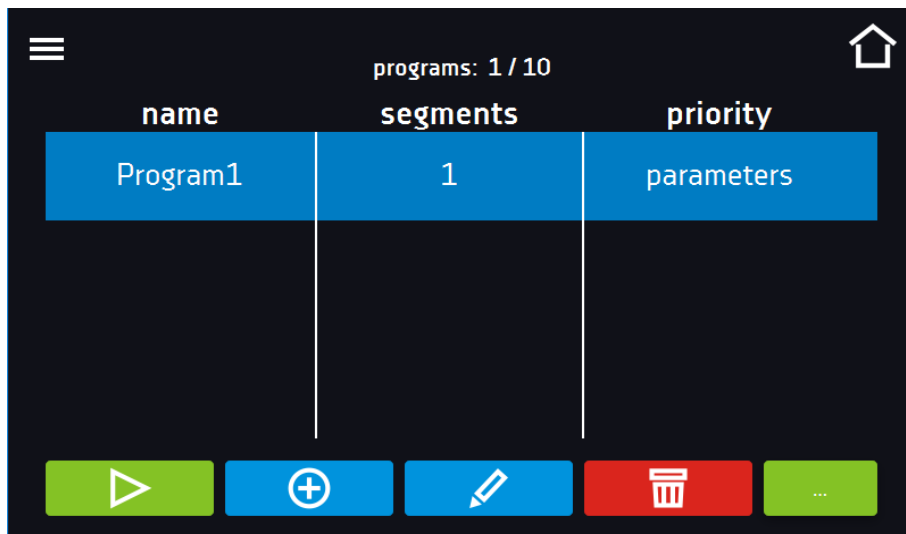 programs: 1 / 10
name segments priority
Program1 1 parameters
...